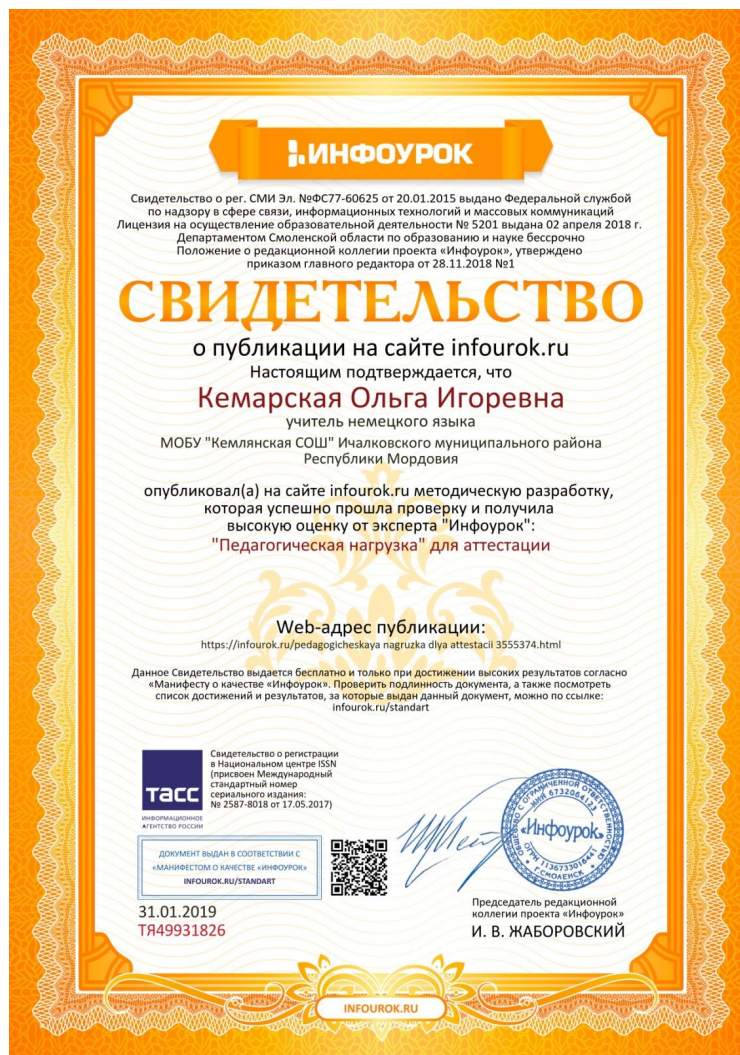 ИНФОУРОК
Свидетельство о рег. СМИ Эл. №ФС77-60625 от 20.01.2015 выдано Федеральной службой
по надзору в сфере связи, информационных технологий и массовых коммуникаций
Лицензия на осуществление образовательной деятельности № 5201 выдана 02 апреля 2018 г.
Департаментом Смоленской области по образованию и науке бессрочно
Положение о редакционной коллегии проекта «Инфоурок», утверждено
приказом главного редактора от 28.11.2018 №1
СВИДЕТЕЛЬСТВО
о публикации на сайте infourok.ru
Настоящим подтверждается, что
Кемарская Ольга Игоревна
учитель немецкого языка
МОБУ "Кемлянская СОШ" Ичалковского муниципального района
Республики Мордовия
опубликовал(а) на сайте infourok.ru методическую разработку,
которая успешно прошла проверку и получила
высокую оценку от эксперта "Инфоурок":
"Педагогическая нагрузка" для аттестации
Web-адрес публикации:
https://infourok.ru/pedagogicheskaya nagruzka dlya attestacii 3555374.html
Данное Свидетельство выдается бесплатно и только при достижении высоких результатов согласно
«Манифесту о качестве «Инфоурок». Проверить подлинность документа, а также посмотреть
список достижений и результатов, за которые выдан данный документ, можно по ссылке:
infourok.ru/standart
Свидетельство о регистрации
в Национальном центре ISSN
(присвоен Международный
стандартный номер
сериального издания:
№ 2587-8018 от 17.05.2017)
ТАСС
ИНФОРМАЦИОННОЕ
АГЕНТСТВО РОССИИ
ДОКУМЕНТ ВЫДАН В СООТВЕТСТВИИ С
«МАНИФЕСТОМ О КАЧЕСТВЕ «ИНФОУРОК»
INFOUROK.RU/STANDART
31.01.2019
ТЯ49931826
ОБЩЕСТВО С ОГРАНИЧЕННОЙ ОТВЕТСТВЕННОСТЬЮ
ИНН 6732064123
«Инфоурок»
ОГРН 1136733016441
Г.СМОЛЕНСК
Председатель редакционной
коллегии проекта «Инфоурок»
И. В. ЖАБОРОВСКИЙ
INFOUROK.RU